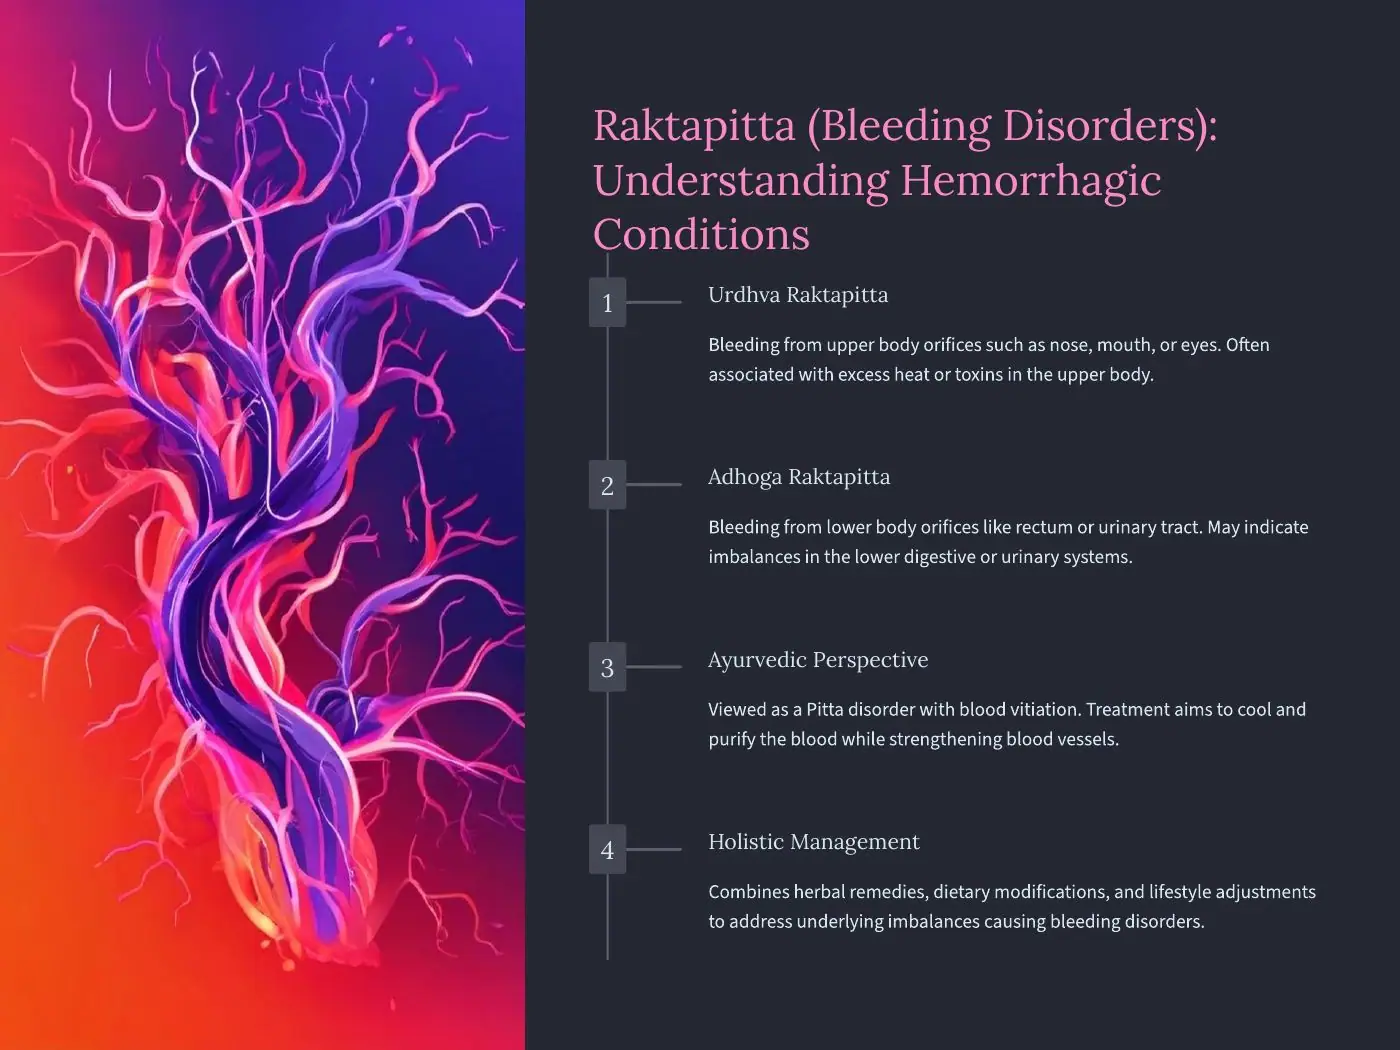 Raktapitta (Bleeding Disorders):
Understanding Hemorrhagic
Conditions
1
Urdhva Raktapitta
Bleeding from upper body orifices such as nose, mouth, or eyes. Often
associated with excess heat or toxins in the upper body.
2
Adhoga Raktapitta
Bleeding from lower body orifices like rectum or urinary tract. May indicate
imbalances in the lower digestive or urinary systems.
3
Ayurvedic Perspective
Viewed as a Pitta disorder with blood vitiation. Treatment aims to cool and
purify the blood while strengthening blood vessels.
4
Holistic Management
Combines herbal remedies, dietary modifications, and lifestyle adjustments
to address underlying imbalances causing bleeding disorders.